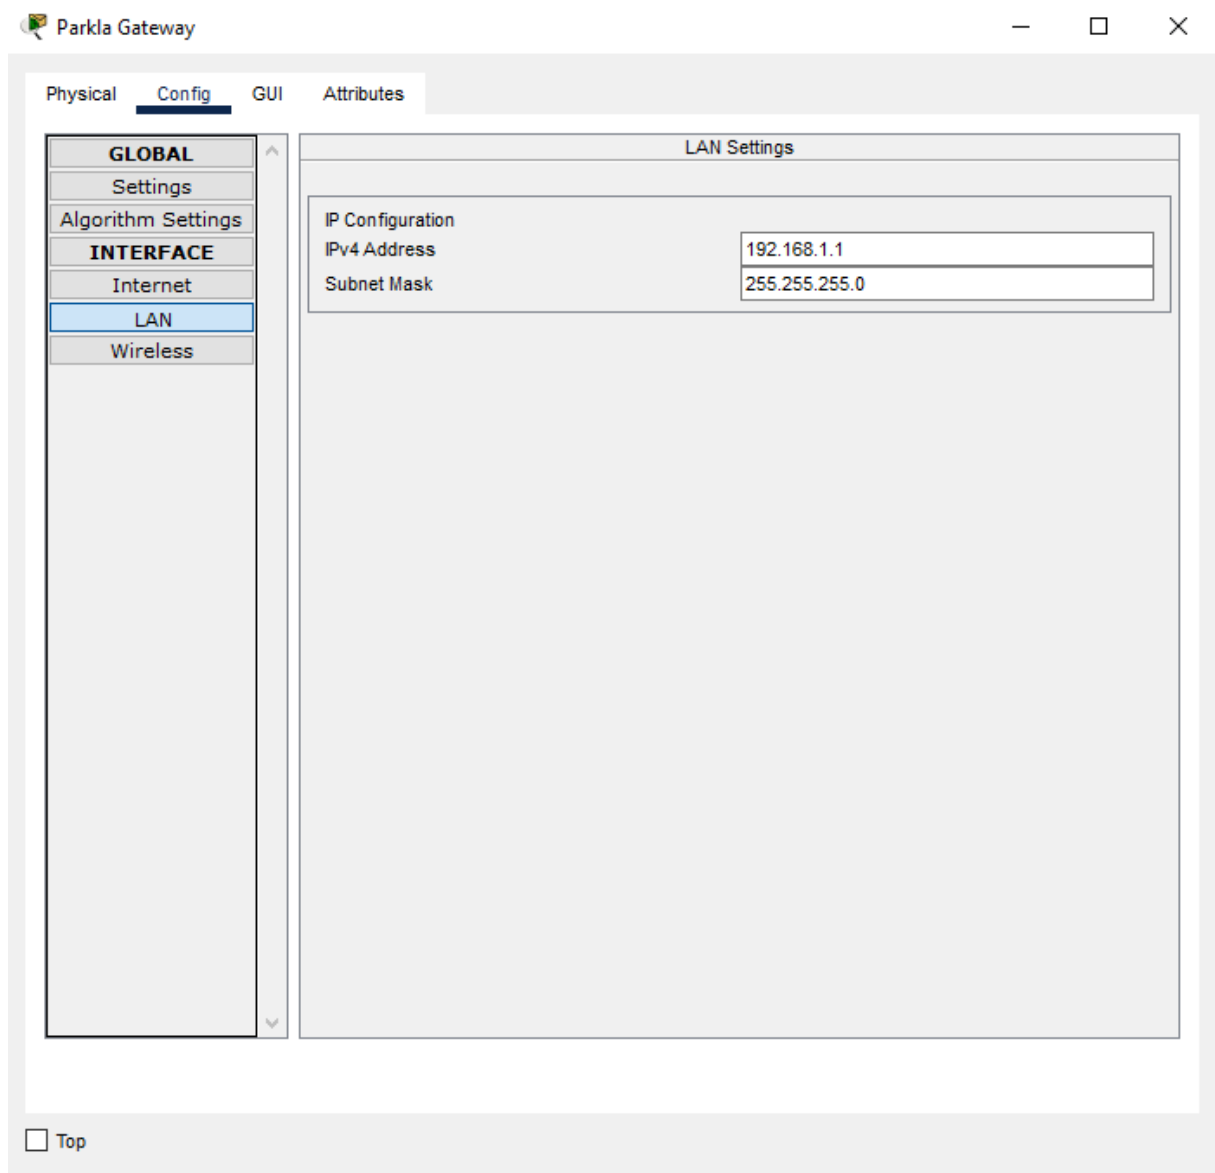 Parkla Gateway
Physical Config GUI Attributes
GLOBAL
Settings
Algorithm Settings
INTERFACE
Internet
LAN
Wireless
LAN Settings
IP Configuration
IPv4 Address 192.168.1.1
Subnet Mask 255.255.255.0
Top